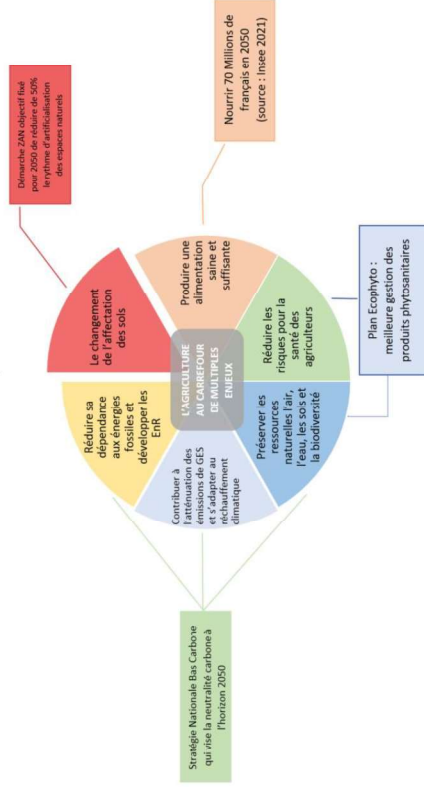 Démarche ZAN objectif fixé
pour 2050 de réduire de 50%
le rythme d'artificialisation
des espaces naturels
Nourrir 70 Millions de
français en 2050
(source : Insee 2021)
Le changement
de l'affectation
des sols
Produire une
alimentation
saine et
suffisante
Réduire les
risques pour la
santé des
agriculteurs
Préserver les
ressources
naturelles l'air,
l'eau, les sols et
la biodiversité
Contribuer à
l'atténuation des
émissions de GES
et s'adapter au
réchauffement
climatique
Réduire sa
dépendance
aux énergies
fossiles et
développer les
EnR
L'AGRICULTURE
AU CARREFOUR
DE MULTIPLES
ENJEUX
Plan Ecophyto :
meilleure gestion des
produits phytosanitaires
Stratégie Nationale Bas Carbone
qui vise la neutralité carbone à
l'horizon 2050